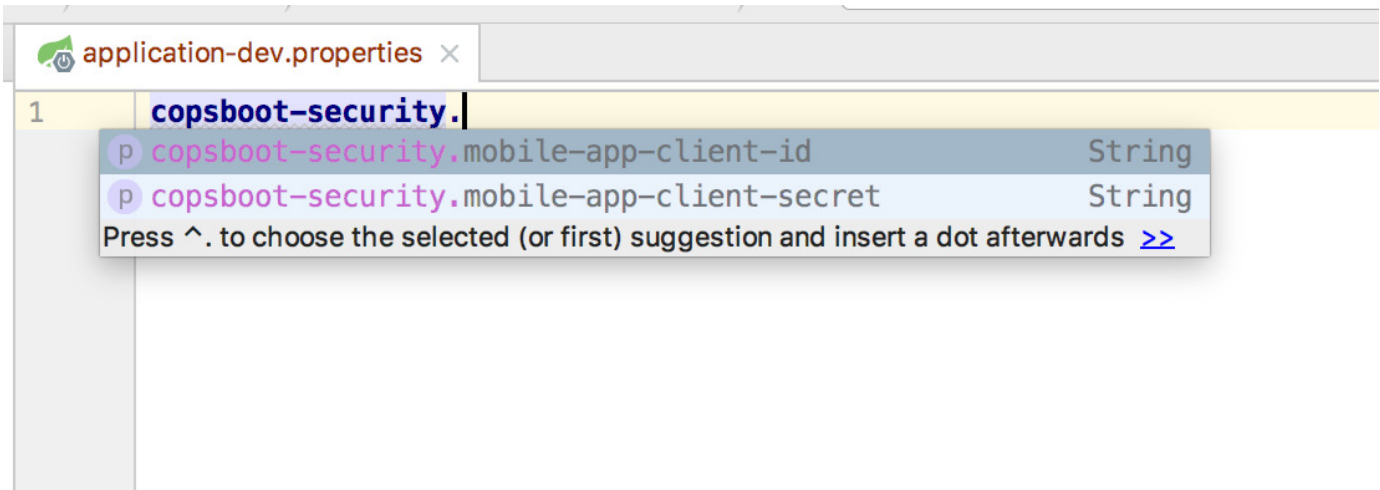 application-dev.properties
1 copsboot-security.
p copsboot-security.mobile-app-client-id String
p copsboot-security.mobile-app-client-secret String
Press ^. to choose the selected (or first) suggestion and insert a dot afterwards >>